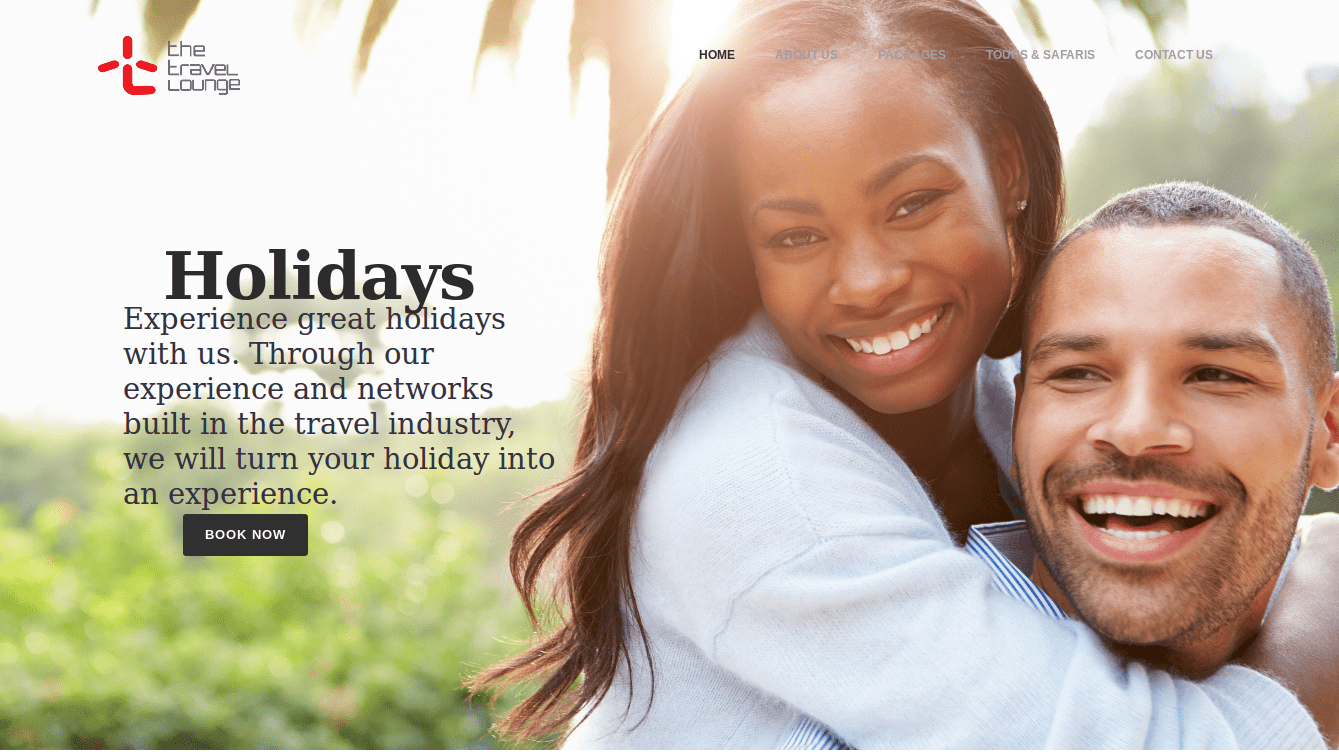 the
travel
lounge
HOME ABOUT US PACKAGES TOURS & SAFARIS CONTACT US
Holidays
Experience great holidays
with us. Through our
experience and networks
built in the travel industry,
we will turn your holiday into
an experience.
BOOK NOW